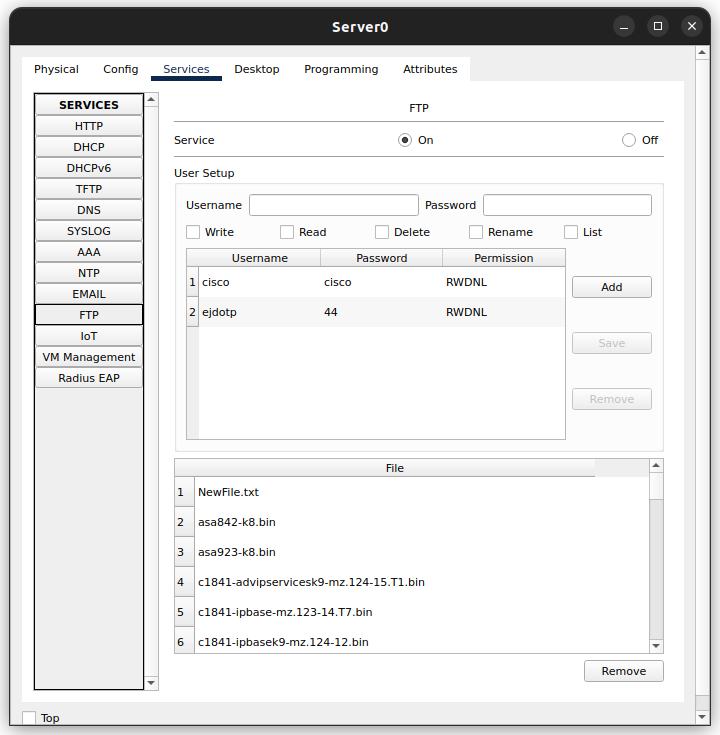 Server0
Physical Config Services Desktop Programming Attributes
SERVICES
HTTP
DHCP
DHCPv6
TFTP
DNS
SYSLOG
AAA
NTP
EMAIL
FTP
IoT
VM Management
Radius EAP
FTP
Service On Off
User Setup
Username Password
Write Read Delete Rename List
Username Password Permission
1 cisco cisco RWDNL
2 ejdotp 44 RWDNL
Add
Save
Remove
File
1 NewFile.txt
2 asa842-k8.bin
3 asa923-k8.bin
4 c1841-advipservicesk9-mz.124-15.T1.bin
5 c1841-ipbase-mz.123-14.T7.bin
6 c1841-ipbasek9-mz.124-12.bin
Remove
Top